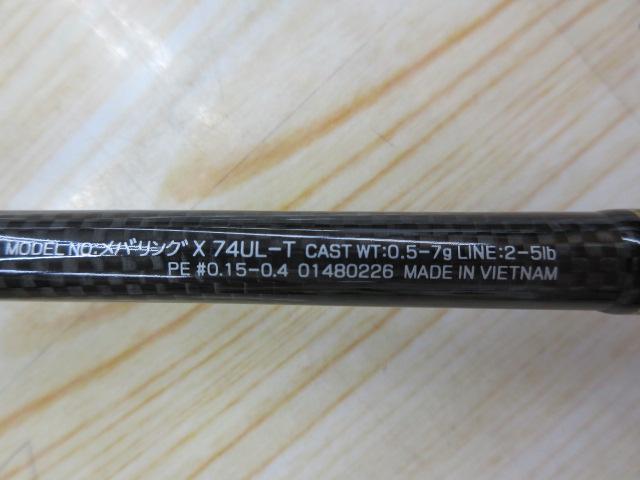 MODEL NO:メバリング X 74UL-T CAST WT:0.5-7g LINE:2-5lb
PE #0.15-0.4 01480226 MADE IN VIETNAM